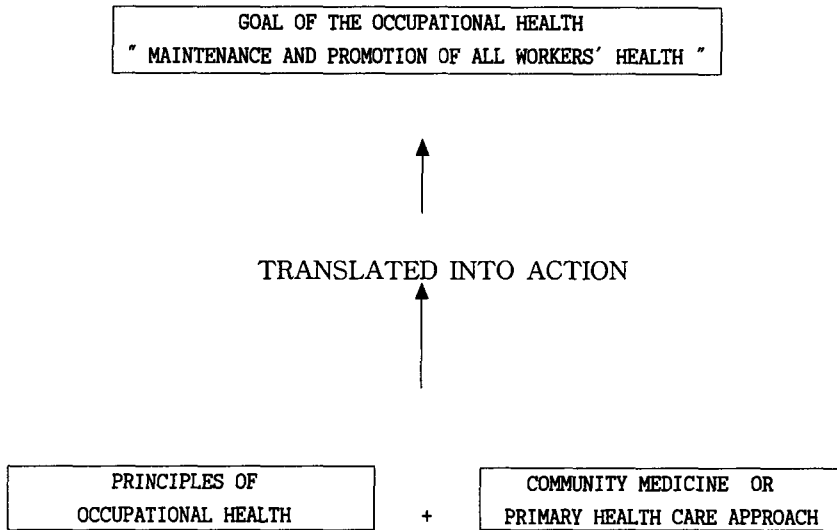 GOAL OF THE OCCUPATIONAL HEALTH
" MAINTENANCE AND PROMOTION OF ALL WORKERS' HEALTH "
TRANSLATED INTO ACTION
PRINCIPLES OF
OCCUPATIONAL HEALTH
+
COMMUNITY MEDICINE OR
PRIMARY HEALTH CARE APPROACH